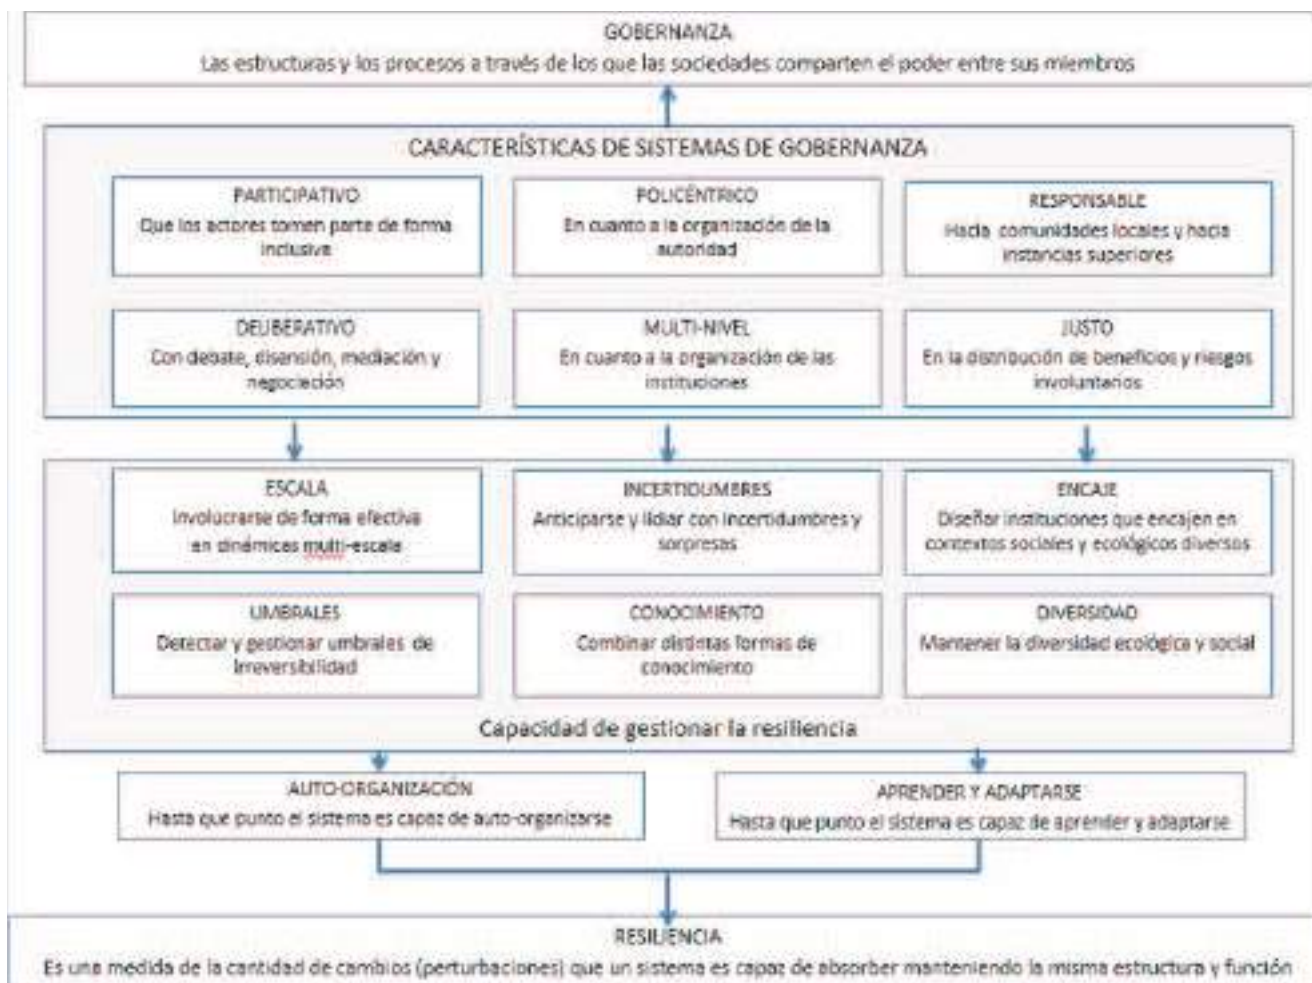 GOBERNANZA
Las estructuras y los procesos a través de los que las sociedades comparten el poder entre sus miembros
CARACTERÍSTICAS DE SISTEMAS DE GOBERNANZA
PARTICIPATIVO
Que los actores tomen parte de forma
inclusiva
POLICÉNTRICO
En cuanto a la organización de la
autoridad
RESPONSABLE
Hacia comunidades locales y hacia
instancias superiores
DELIBERATIVO
Con debate, disensión, mediación y
negociación
MULTI-NIVEL
En cuanto a la organización de las
instituciones
JUSTO
En la distribución de beneficios y riesgos
involuntarios
ESCALA
Involucrarse de forma efectiva
en dinámicas multi-escala
INCERTIDUMBRES
Anticiparse y lidiar con incertidumbres y
sorpresas
ENCAJE
Diseñar instituciones que encajen en
contextos sociales y ecológicos diversos
UMBRALES
Detectar y gestionar umbrales de
irreversibilidad
CONOCIMIENTO
Combinar distintas formas de
conocimiento
DIVERSIDAD
Mantener la diversidad ecológica y social
Capacidad de gestionar la resiliencia
AUTO-ORGANIZACIÓN
Hasta que punto el sistema es capaz de auto-organizarse
APRENDER Y ADAPTARSE
Hasta que punto el sistema es capaz de aprender y adaptarse
RESILIENCIA
Es una medida de la cantidad de cambios (perturbaciones) que un sistema es capaz de absorber manteniendo la misma estructura y función